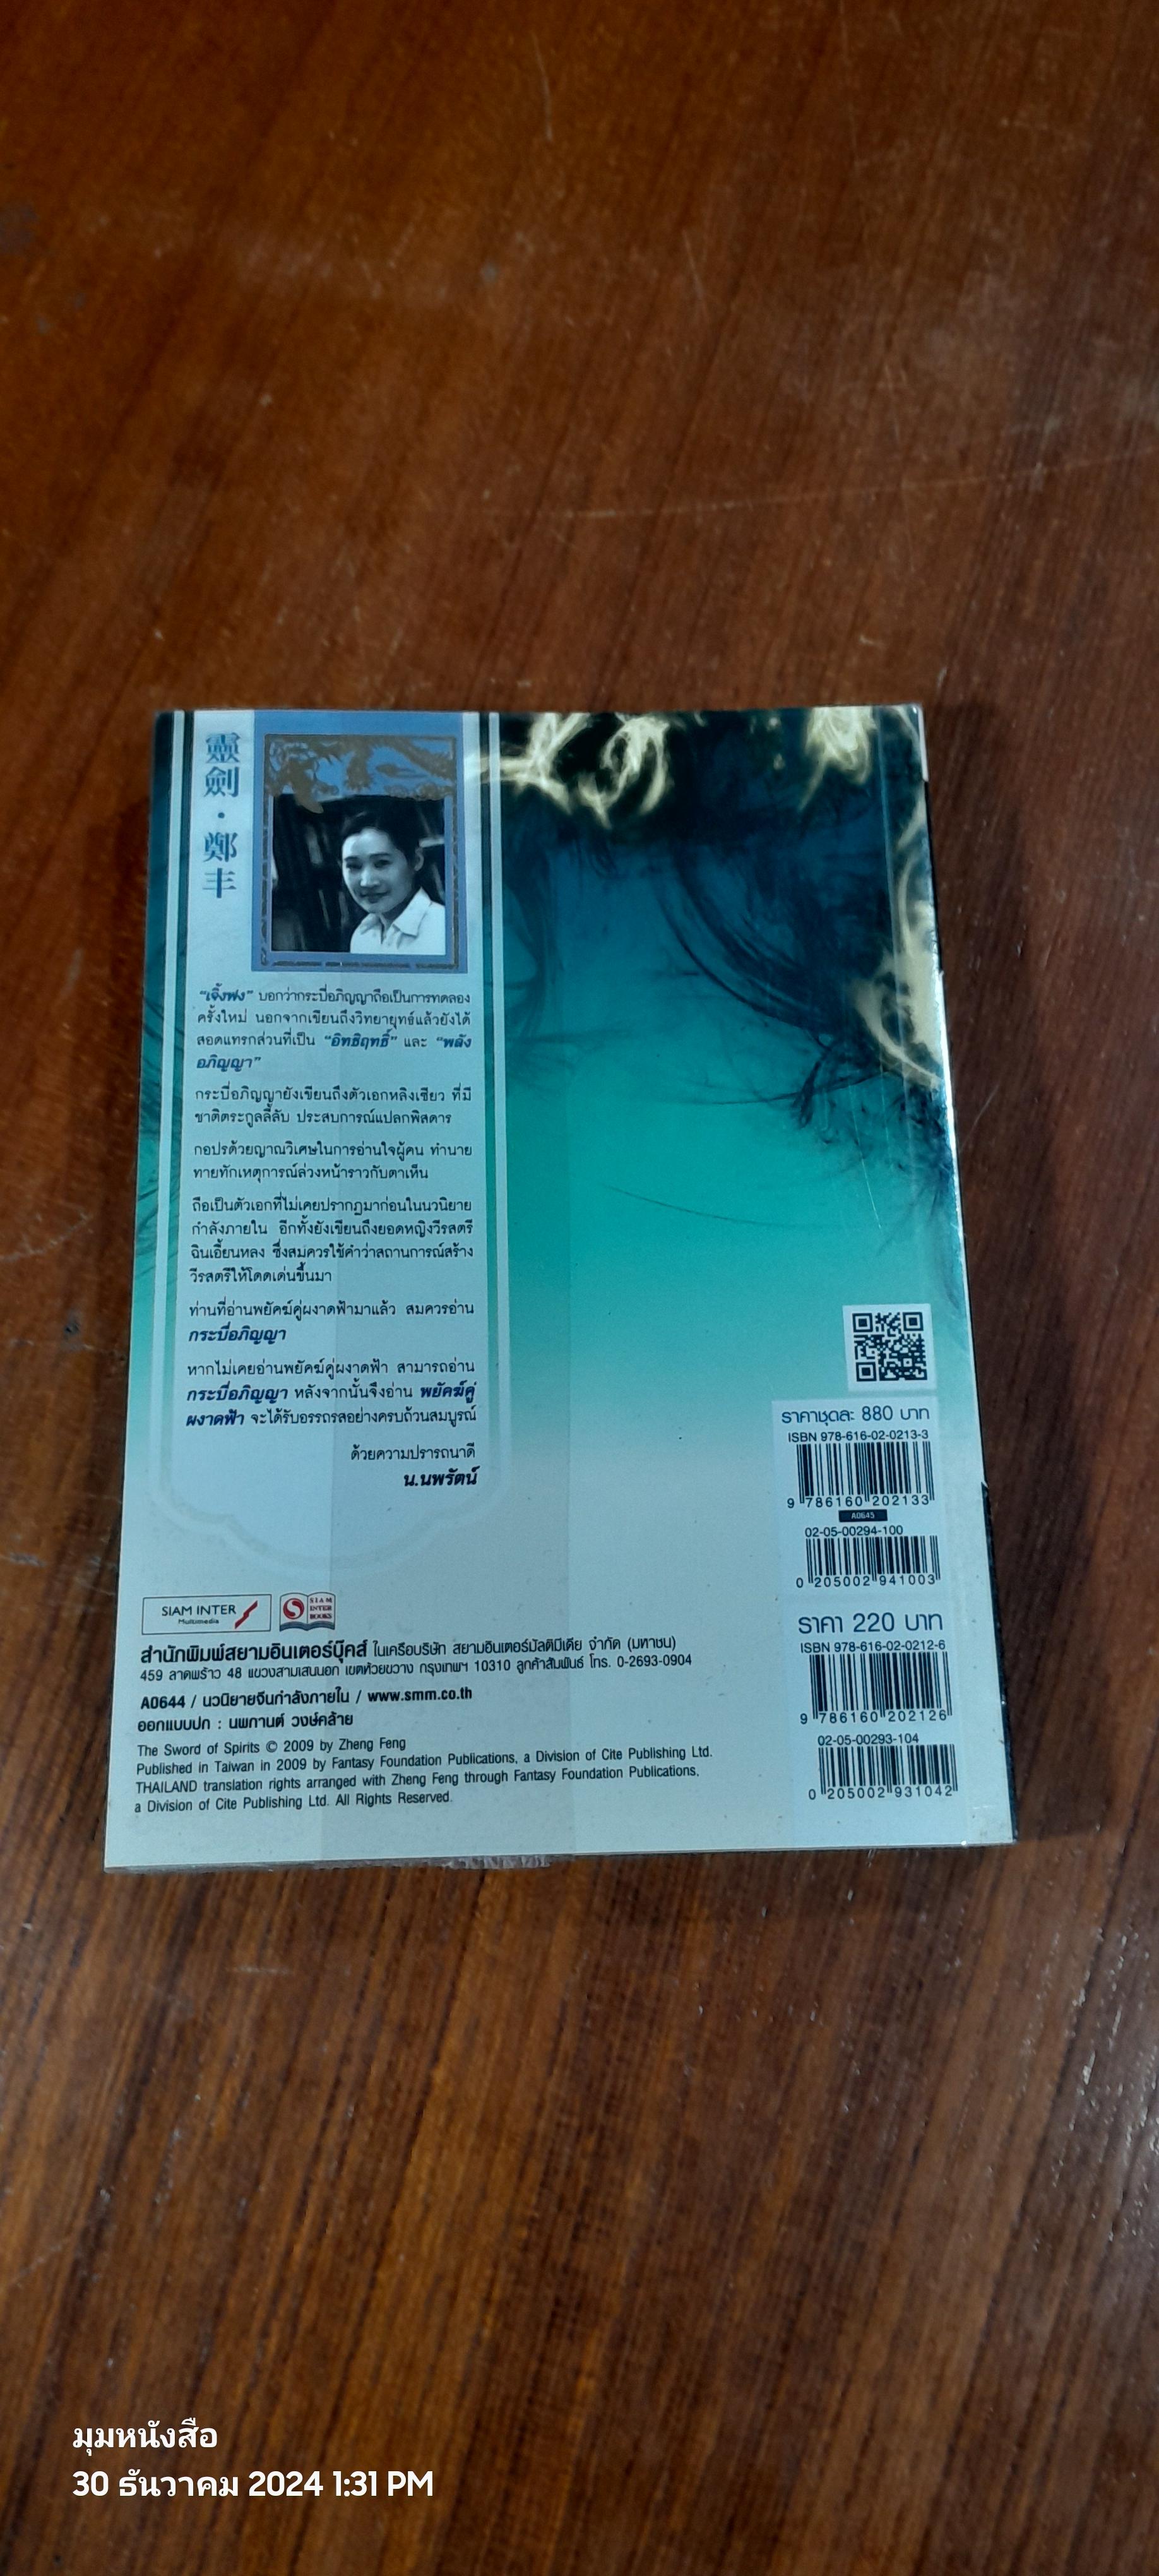 靈劍・鄭丰
“เจิ้งฟง” บอกว่ากระบี่อภิญญาถือเป็นการทดลอง
ครั้งใหม่ นอกจากเขียนถึงวิทยายุทธ์แล้วยังได้
สอดแทรกส่วนที่เป็น “อิทธิฤทธิ์” และ “พลัง
อภิญญา”
กระบี่อภิญญายังเขียนถึงตัวเอกหลิงเซียว ที่มี
ชาติตระกูลลี้ลับ ประสบการณ์แปลกพิสดาร
กอปรด้วยญาณวิเศษในการอ่านใจผู้คน ทำนาย
ทายทักเหตุการณ์ล่วงหน้าราวกับตาเห็น
ถือเป็นตัวเอกที่ไม่เคยปรากฏมาก่อนในนวนิยาย
กำลังภายใน อีกทั้งยังเขียนถึงยอดหญิงวีรสตรี
ฉินเอี้ยนหลง ซึ่งสมควรใช้คำว่าสถานการณ์สร้าง
วีรสตรีให้โดดเด่นขึ้นมา
ท่านที่อ่านพยัคฆ์คู่ผงาดฟ้ามาแล้ว สมควรอ่าน
กระบี่อภิญญา
หากไม่เคยอ่านพยัคฆ์คู่ผงาดฟ้า สามารถอ่าน
กระบี่อภิญญา หลังจากนั้นจึงอ่าน พยัคฆ์คู่
ผงาดฟ้า จะได้รับอรรถรสอย่างครบถ้วนสมบูรณ์
ด้วยความปรารถนาดี
น.นพรัตน์
ราคาชุดละ 880 บาท
ISBN 978-616-02-0213-3
9 786160 202133
A0645
02-05-00294-100
0 205002 941003
ราคา 220 บาท
ISBN 978-616-02-0212-6
9 786160 202126
02-05-00293-104
0 205002 931042
SIAM INTER
Multimedia
SIAM
INTER
BOOKS
สำนักพิมพ์สยามอินเตอร์บุ๊คส์ ในเครือบริษัท สยามอินเตอร์มัลติมีเดีย จำกัด (มหาชน)
459 ลาดพร้าว 48 แขวงสามเสนนอก เขตห้วยขวาง กรุงเทพฯ 10310 ลูกค้าสัมพันธ์ โทร. 0-2693-0904
A0644 / นวนิยายจีนกำลังภายใน / www.smm.co.th
ออกแบบปก : นพกานต์ วงษ์คล้าย
The Sword of Spirits © 2009 by Zheng Feng
Published in Taiwan in 2009 by Fantasy Foundation Publications, a Division of Cite Publishing Ltd.
THAILAND translation rights arranged with Zheng Feng through Fantasy Foundation Publications,
a Division of Cite Publishing Ltd. All Rights Reserved.
มุมหนังสือ
30 ธันวาคม 2024 1:31 PM